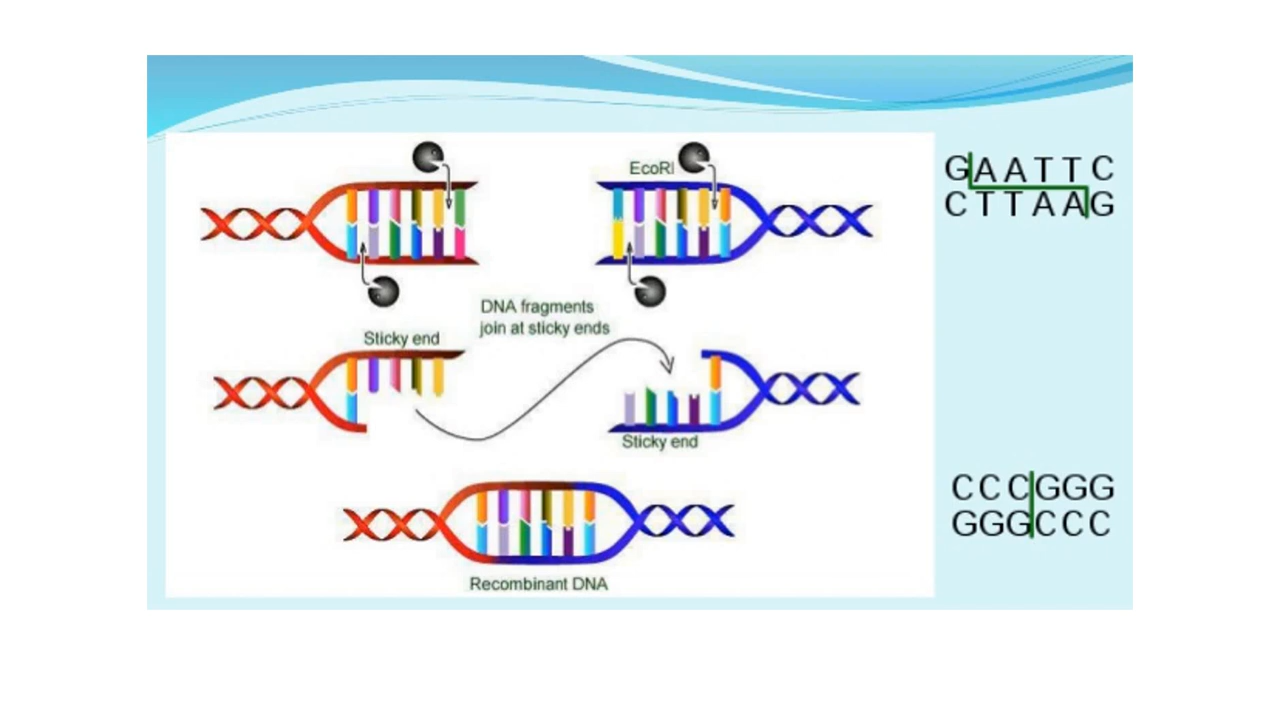 EcoRI
GAATTC
CTTAAG
DNA fragments
join at sticky ends
Sticky end
Sticky end
CCCGGG
GGGCCC
Recombinant DNA